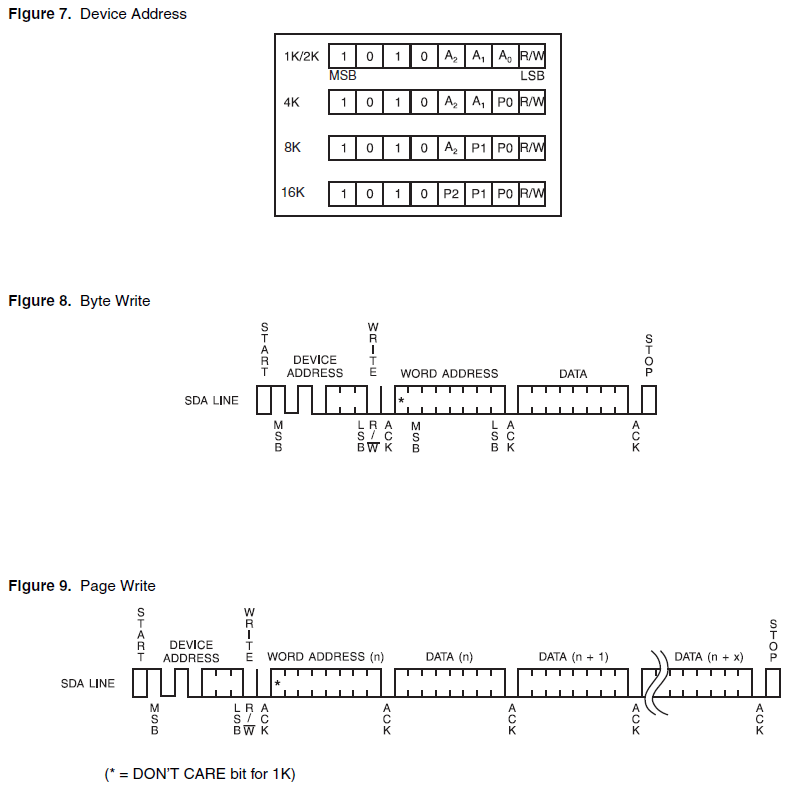 Figure 7. Device Address
1K/2K 1 0 1 0 A₂ A₁ A₀ R/W
MSB LSB
4K 1 0 1 0 A₂ A₁ P0 R/W
8K 1 0 1 0 A₂ P1 P0 R/W
16K 1 0 1 0 P2 P1 P0 R/W
Figure 8. Byte Write
START
DEVICE ADDRESS
WRITE
WORD ADDRESS
DATA
STOP
SDA LINE
*
MSB
LSB
R/W̅
ACK
MSB
LSB
ACK
ACK
Figure 9. Page Write
START
DEVICE ADDRESS
WRITE
WORD ADDRESS (n)
DATA (n)
DATA (n + 1)
DATA (n + x)
STOP
SDA LINE
*
MSB
LSB
R/W̅
ACK
ACK
ACK
ACK
ACK
(* = DON'T CARE bit for 1K)